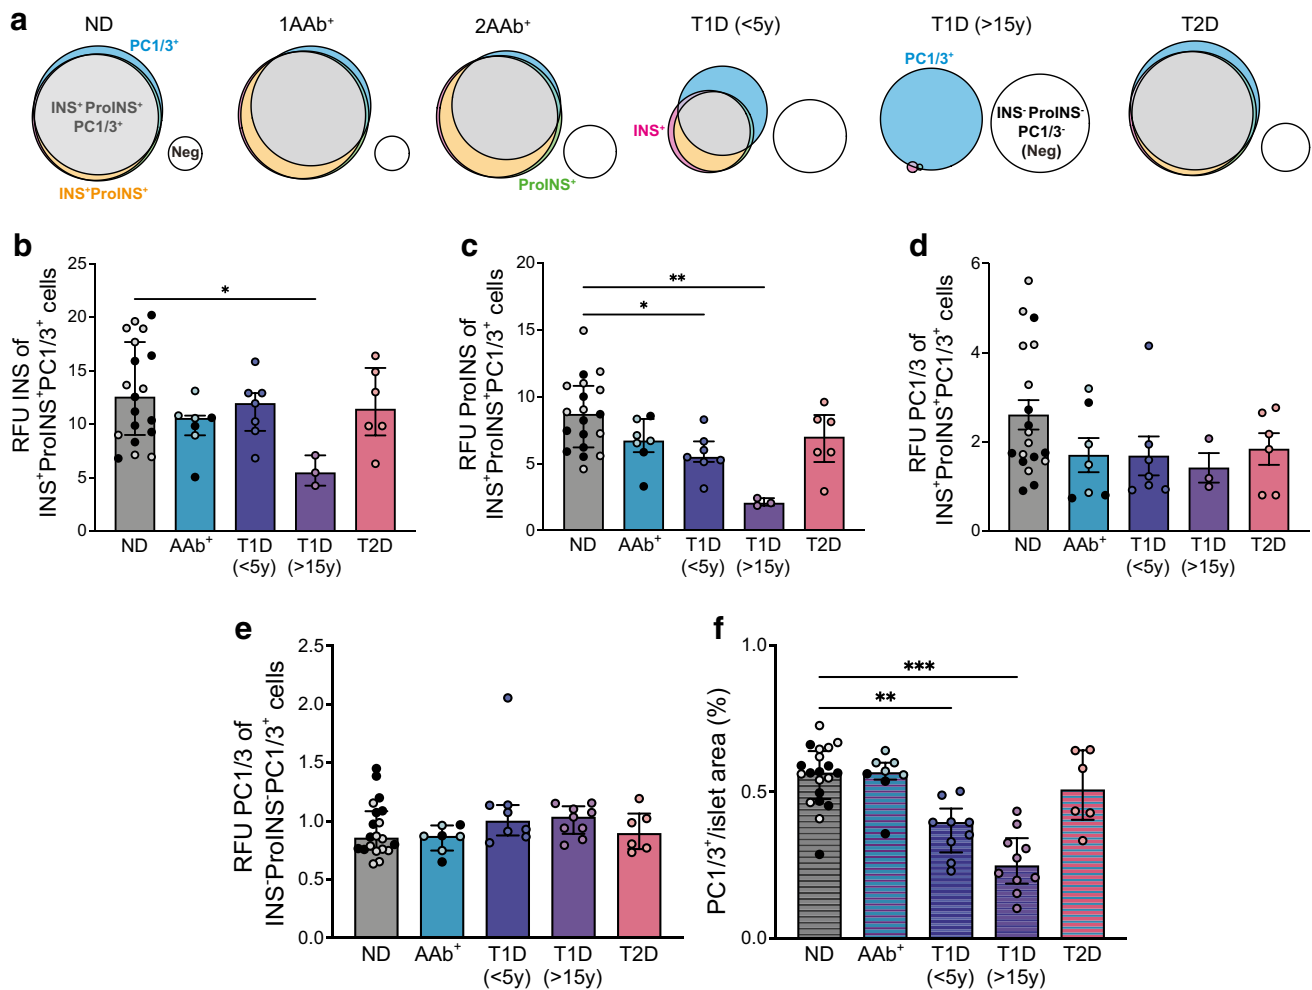 a
ND
1AAb⁺
2AAb⁺
T1D (<5y)
T1D (>15y)
T2D
PC1/3⁺
INS⁺ProINS⁺
PC1/3⁺
Neg
INS⁺ProINS⁺
ProINS⁺
INS⁺
PC1/3⁺
INS⁻ProINS⁻
PC1/3⁻
(Neg)
b
RFU INS of
INS⁺ProINS⁺PC1/3⁺ cells
25
20
15
10
5
0
*
ND
AAb⁺
T1D
(<5y)
T1D
(>15y)
T2D
c
RFU ProINS of
INS⁺ProINS⁺PC1/3⁺ cells
20
15
10
5
0
**
*
ND
AAb⁺
T1D
(<5y)
T1D
(>15y)
T2D
d
RFU PC1/3 of
INS⁺ProINS⁺PC1/3⁺ cells
6
4
2
0
ND
AAb⁺
T1D
(<5y)
T1D
(>15y)
T2D
e
RFU PC1/3 of
INS⁻ProINS⁻PC1/3⁺ cells
2.5
2.0
1.5
1.0
0.5
0.0
ND
AAb⁺
T1D
(<5y)
T1D
(>15y)
T2D
f
PC1/3⁺/islet area (%)
1.0
0.5
0.0
***
**
ND
AAb⁺
T1D
(<5y)
T1D
(>15y)
T2D